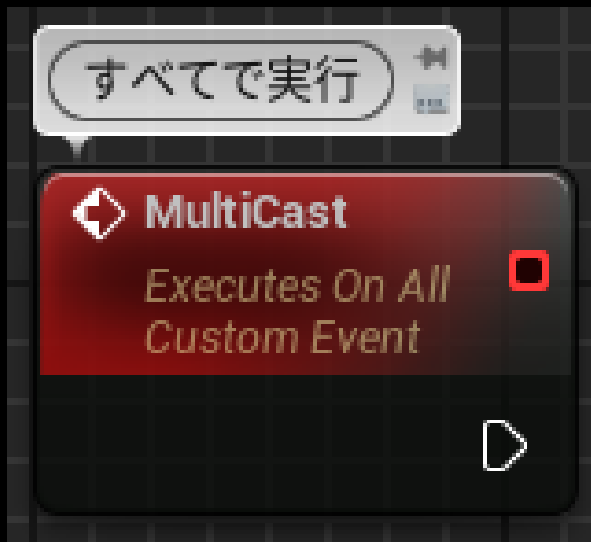 すべてで実行
MultiCast
Executes On All
Custom Event